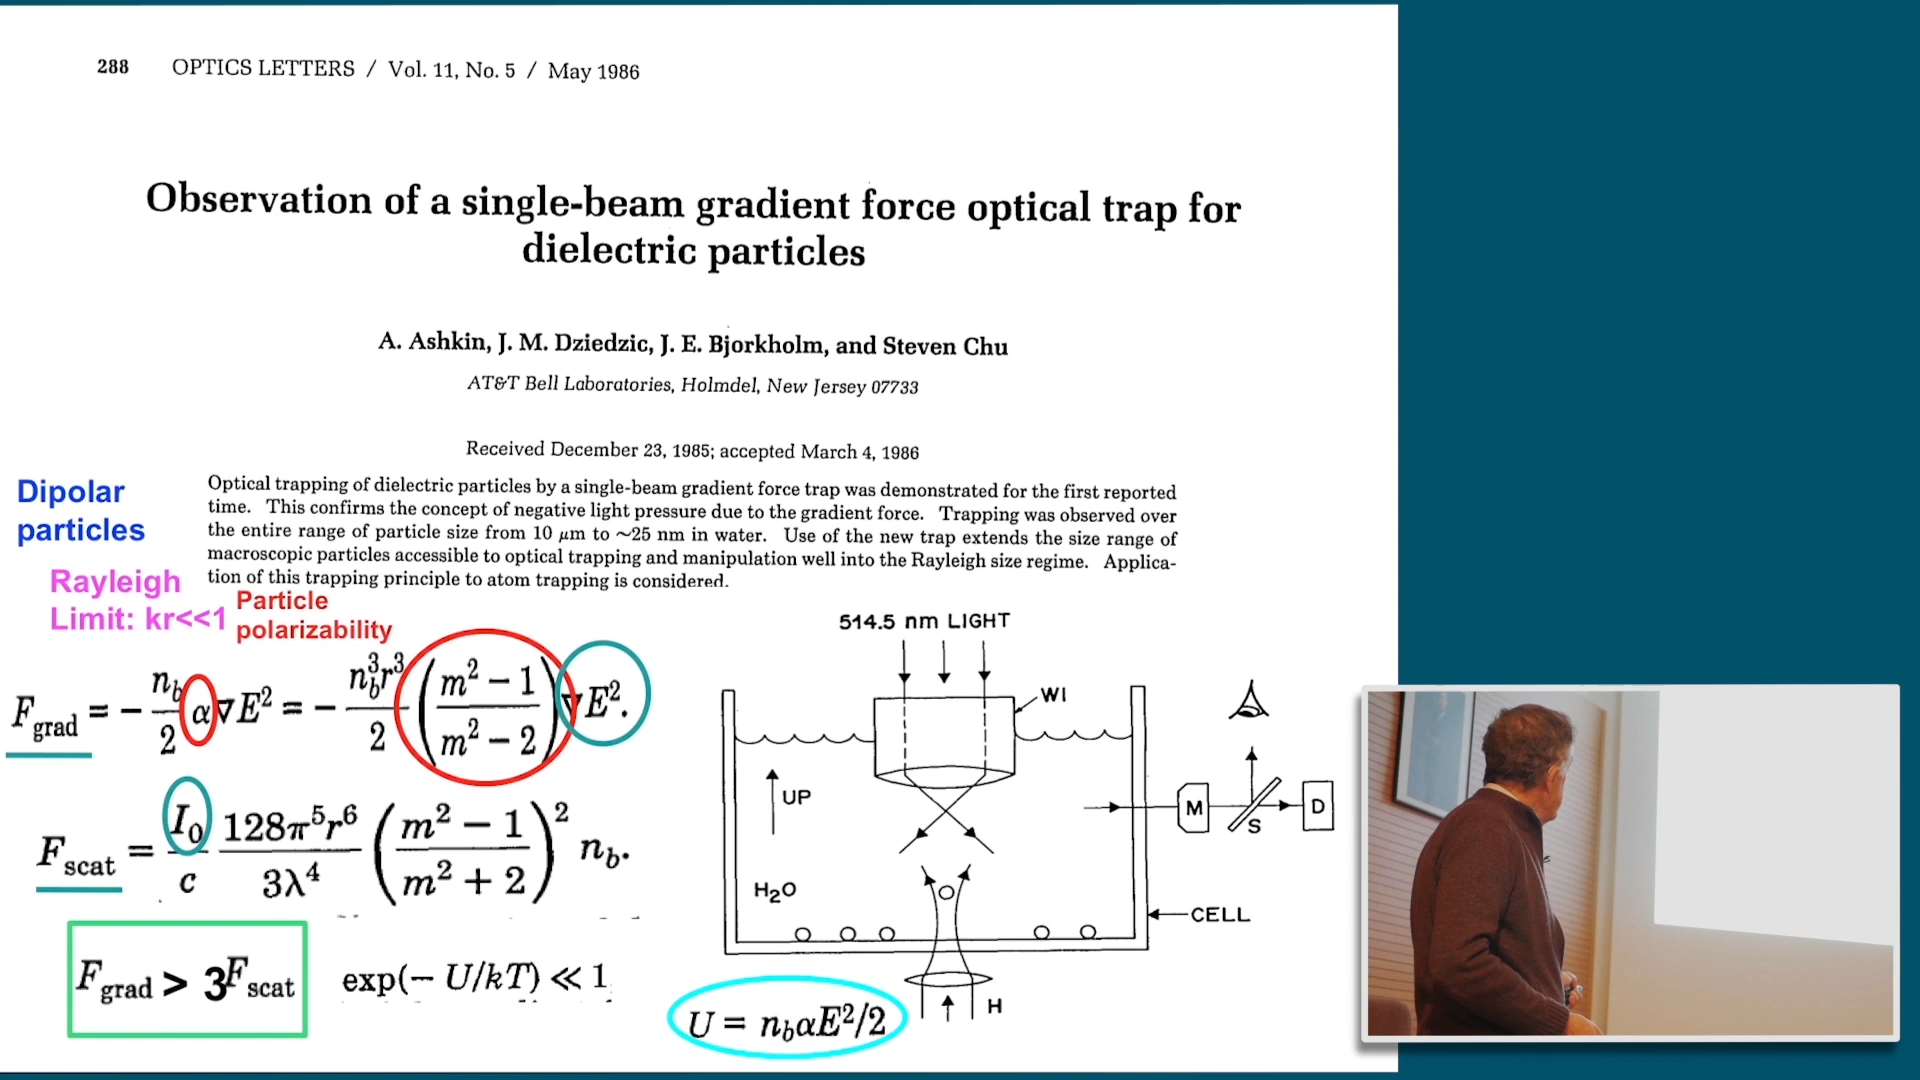 288 OPTICS LETTERS / Vol. 11, No. 5 / May 1986
Observation of a single-beam gradient force optical trap for
dielectric particles
A. Ashkin, J. M. Dziedzic, J. E. Bjorkholm, and Steven Chu
AT&T Bell Laboratories, Holmdel, New Jersey 07733
Received December 23, 1985; accepted March 4, 1986
Optical trapping of dielectric particles by a single-beam gradient force trap was demonstrated for the first reported
time. This confirms the concept of negative light pressure due to the gradient force. Trapping was observed over
the entire range of particle size from 10 μm to ~25 nm in water. Use of the new trap extends the size range of
macroscopic particles accessible to optical trapping and manipulation well into the Rayleigh size regime. Applica-
tion of this trapping principle to atom trapping is considered.
Dipolar
particles
Rayleigh
Limit: kr<<1
Particle
polarizability
F_grad = − n_b/2 α∇E² = − n_b³r³/2 (m² − 1 / m² − 2) ∇E².
F_scat = I₀/c 128π⁵r⁶/3λ⁴ (m² − 1 / m² + 2)² n_b.
F_grad > 3F_scat
exp(− U/kT) ≪ 1
U = n_bαE²/2
514.5 nm LIGHT
WI
UP
M
S
D
H₂O
CELL
H